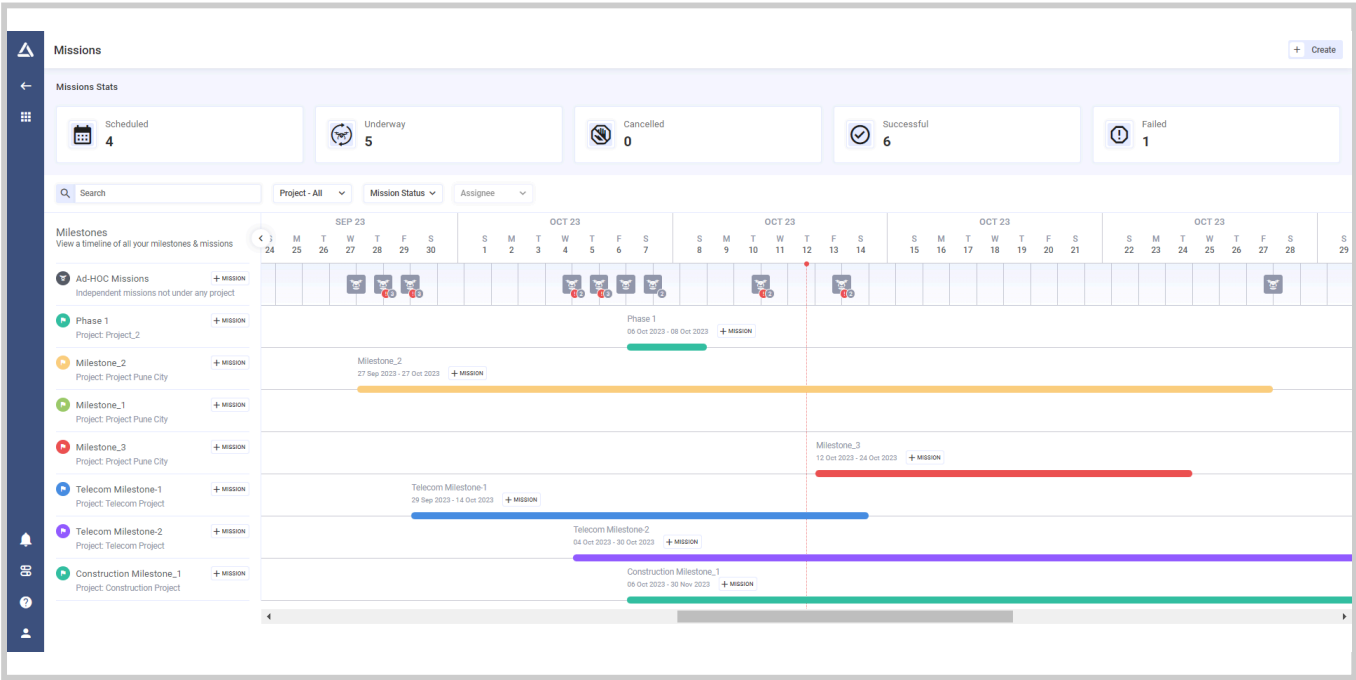 Missions
+ Create
Missions Stats
Scheduled
4
Underway
5
Cancelled
0
Successful
6
Failed
1
Search
Project - All
Mission Status
Assignee
Milestones
View a timeline of all your milestones & missions
SEP 23 OCT 23 OCT 23 OCT 23 OCT 23
M T W T F S S M T W T F S S M T W T F S S M T W T F S S M T W T F S S
24 25 26 27 28 29 30 1 2 3 4 5 6 7 8 9 10 11 12 13 14 15 16 17 18 19 20 21 22 23 24 25 26 27 28 29
Ad-HOC Missions + MISSION
Independent missions not under any project
Phase 1 + MISSION
Project: Project_2
Phase 1
06 Oct 2023 - 08 Oct 2023 + MISSION
Milestone_2 + MISSION
Project: Project Pune City
Milestone_2
27 Sep 2023 - 27 Oct 2023 + MISSION
Milestone_1 + MISSION
Project: Project Pune City
Milestone_3 + MISSION
Project: Project Pune City
Milestone_3
12 Oct 2023 - 24 Oct 2023 + MISSION
Telecom Milestone-1 + MISSION
Project: Telecom Project
Telecom Milestone-1
29 Sep 2023 - 14 Oct 2023 + MISSION
Telecom Milestone-2 + MISSION
Project: Telecom Project
Telecom Milestone-2
04 Oct 2023 - 30 Oct 2023 + MISSION
Construction Milestone_1 + MISSION
Project: Construction Project
Construction Milestone_1
06 Oct 2023 - 30 Nov 2023 + MISSION